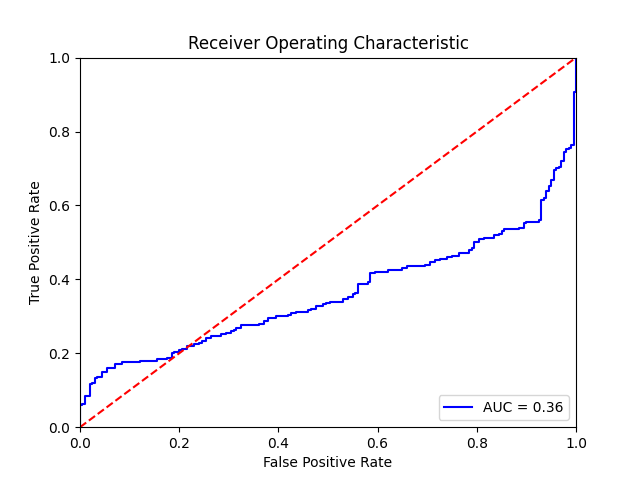 Receiver Operating Characteristic
1.0
0.8
0.6
0.4
0.2
0.0
True Positive Rate
AUC = 0.36
0.0 0.2 0.4 0.6 0.8 1.0
False Positive Rate